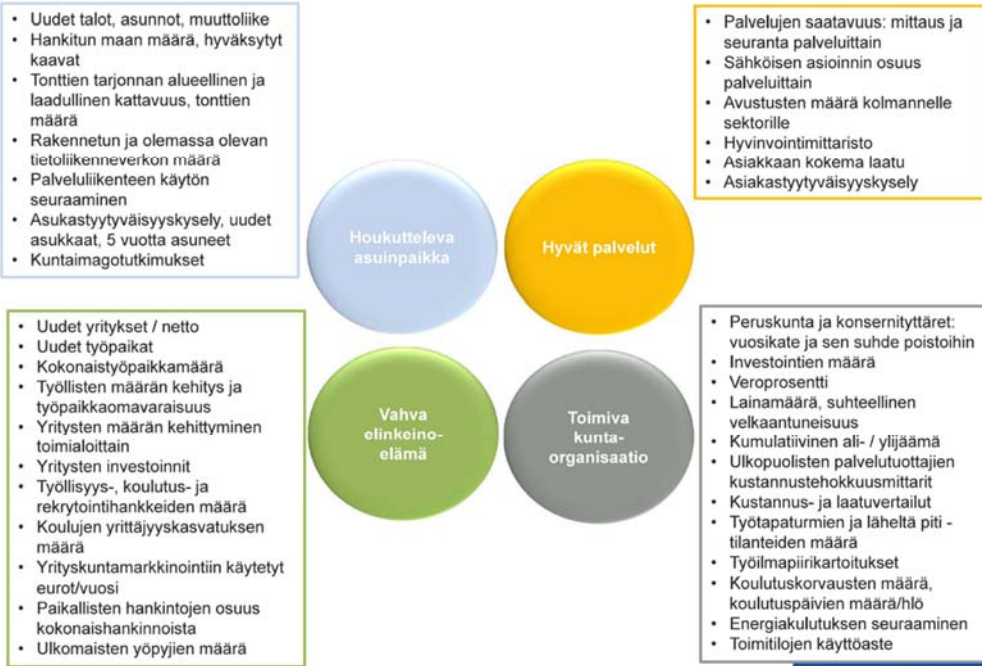 • Uudet talot, asunnot, muuttoliike
• Hankitun maan määrä, hyväksytyt
kaavat
• Tonttien tarjonnan alueellinen ja
laadullinen kattavuus, tonttien
määrä
• Rakennetun ja olemassa olevan
tietoliikenneverkon määrä
• Palveluliikenteen käytön
seuraaminen
• Asukastyytyväisyyskysely, uudet
asukkaat, 5 vuotta asuneet
• Kuntaimagotutkimukset
• Palvelujen saatavuus: mittaus ja
seuranta palveluittain
• Sähköisen asioinnin osuus
palveluittain
• Avustusten määrä kolmannelle
sektorille
• Hyvinvointimittaristo
• Asiakkaan kokema laatu
• Asiakastyytyväisyyskysely
Houkutteleva
asuinpaikka
Hyvät palvelut
Vahva
elinkeino-
elämä
Toimiva
kunta-
organisaatio
• Uudet yritykset / netto
• Uudet työpaikat
• Kokonaistyöpaikkamäärä
• Työllisten määrän kehitys ja
työpaikkaomavaraisuus
• Yritysten määrän kehittyminen
toimialoittain
• Yritysten investoinnit
• Työllisyys-, koulutus- ja
rekrytointihankkeiden määrä
• Koulujen yrittäjyyskasvatuksen
määrä
• Yrityskuntamarkkinointiin käytetyt
eurot/vuosi
• Paikallisten hankintojen osuus
kokonaishankinnoista
• Ulkomaisten yöpyjien määrä
• Peruskunta ja konsernityttäret:
vuosikate ja sen suhde poistoihin
• Investointien määrä
• Veroprosentti
• Lainamäärä, suhteellinen
velkaantuneisuus
• Kumulatiivinen ali- / ylijäämä
• Ulkopuolisten palvelutuottajien
kustannustehokkuusmittarit
• Kustannus- ja laatuvertailut
• Työtapaturmien ja läheltä piti -
tilanteiden määrä
• Työilmapiirikartoitukset
• Koulutuskorvausten määrä,
koulutuspäivien määrä/hlö
• Energiakulutuksen seuraaminen
• Toimitilojen käyttöaste